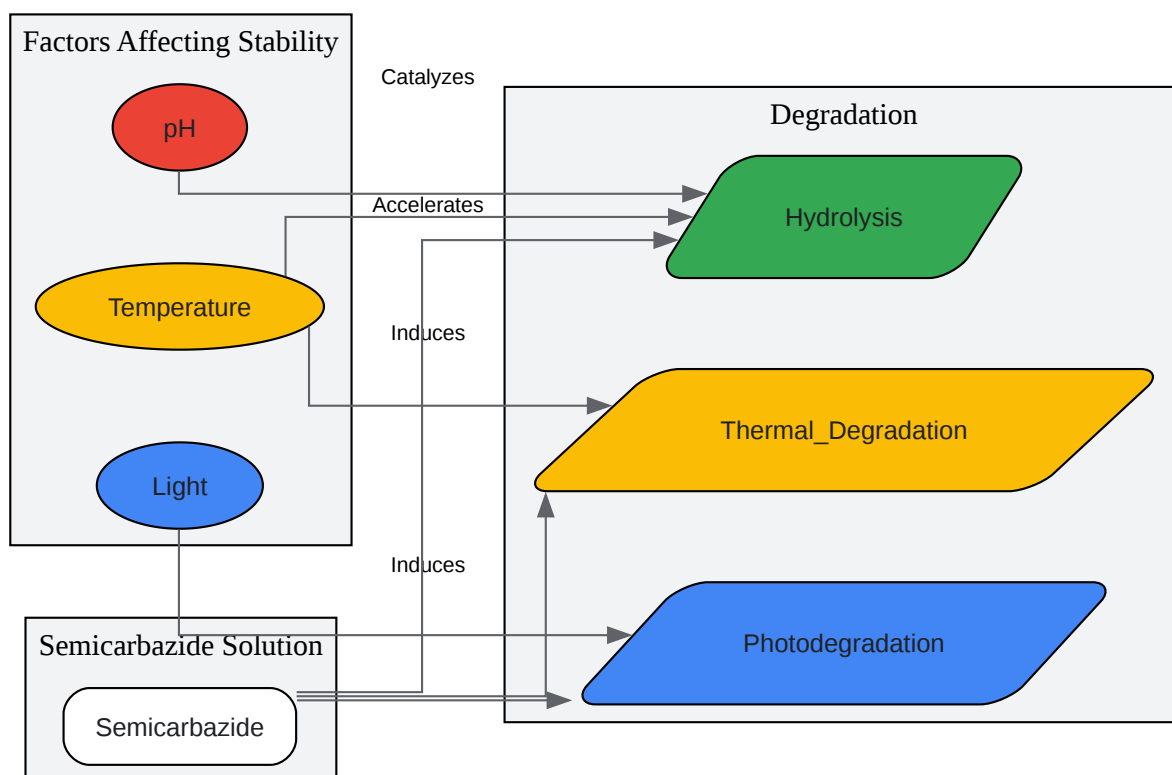 Factors Affecting Stability
pH
Temperature
Light
Catalyzes
Accelerates
Induces
Induces
Degradation
Hydrolysis
Thermal_Degradation
Photodegradation
Semicarbazide Solution
Semicarbazide